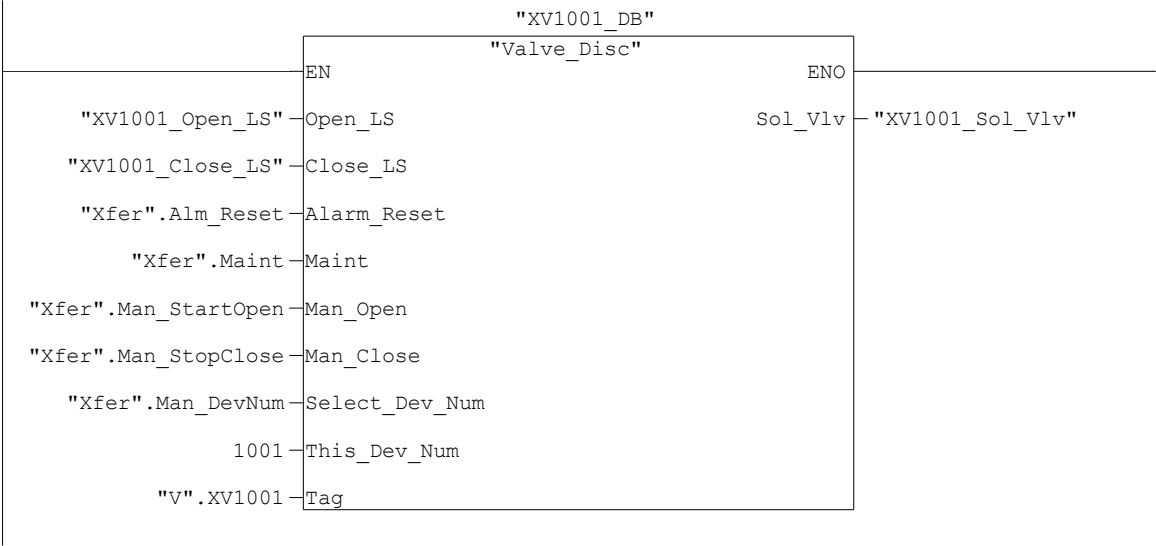 "XV1001_DB"
"Valve_Disc"
EN ENO
"XV1001_Open_LS" Open_LS Sol_Vlv "XV1001_Sol_Vlv"
"XV1001_Close_LS" Close_LS
"Xfer".Alm_Reset Alarm_Reset
"Xfer".Maint Maint
"Xfer".Man_StartOpen Man_Open
"Xfer".Man_StopClose Man_Close
"Xfer".Man_DevNum Select_Dev_Num
1001 This_Dev_Num
"V".XV1001 Tag